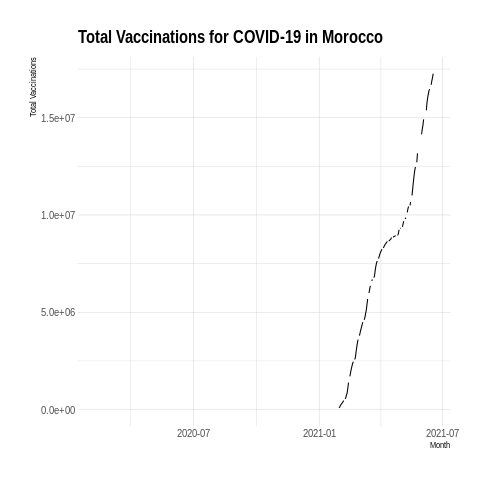 Total Vaccinations for COVID-19 in Morocco
Total Vaccinations
1.5e+07
1.0e+07
5.0e+06
0.0e+00
2020-07
2021-01
2021-07
Month